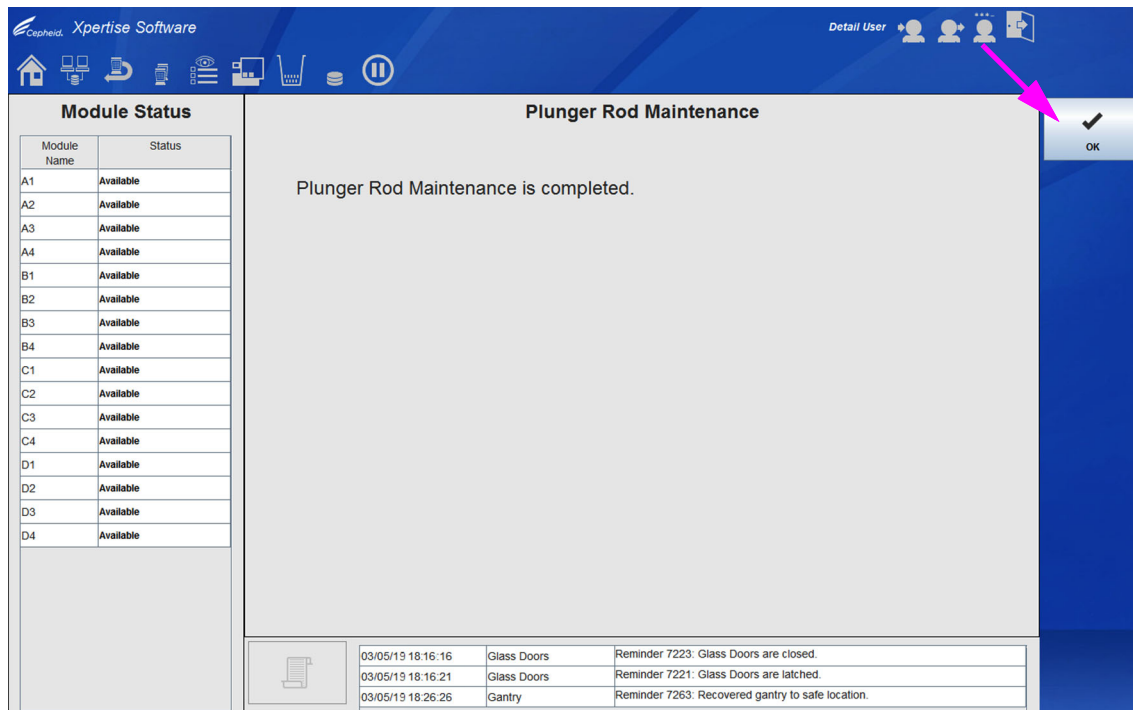 Cepheid. Xpertise Software
Detail User
Module Status
Plunger Rod Maintenance
OK
Module Name Status
A1 Available
A2 Available
A3 Available
A4 Available
B1 Available
B2 Available
B3 Available
B4 Available
C1 Available
C2 Available
C3 Available
C4 Available
D1 Available
D2 Available
D3 Available
D4 Available
Plunger Rod Maintenance is completed.
03/05/19 18:16:16 Glass Doors Reminder 7223: Glass Doors are closed.
03/05/19 18:16:21 Glass Doors Reminder 7221: Glass Doors are latched.
03/05/19 18:26:26 Gantry Reminder 7263: Recovered gantry to safe location.